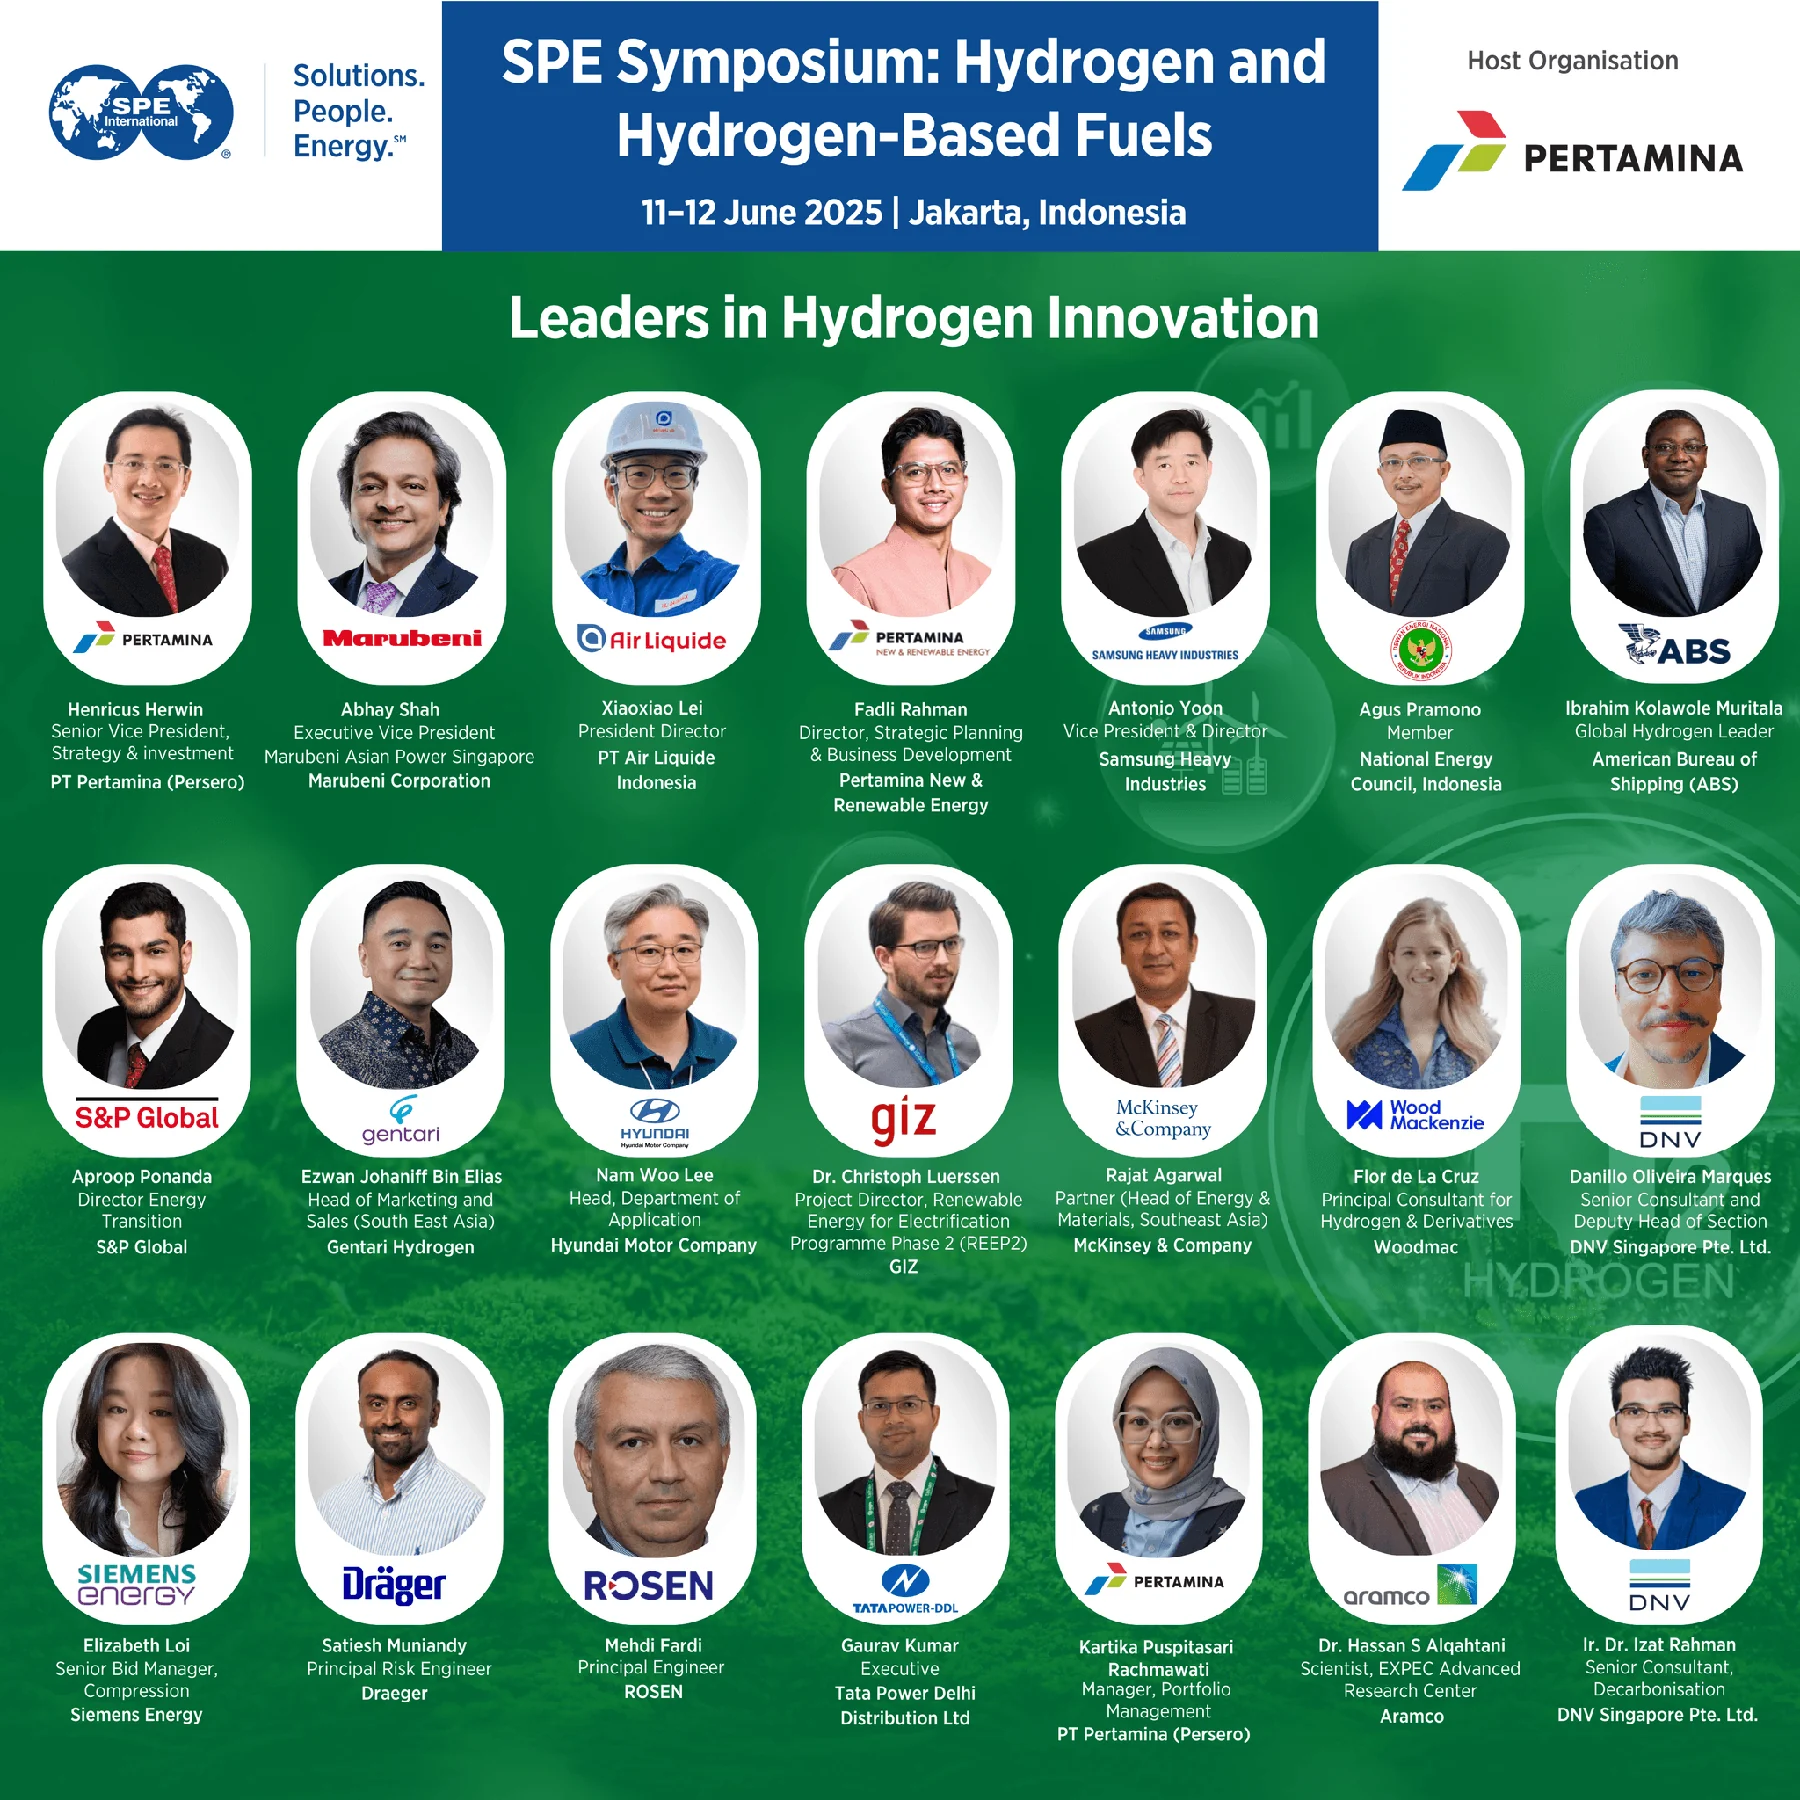 SPE
International
®
Solutions.
People.
Energy.℠
SPE Symposium: Hydrogen and
Hydrogen-Based Fuels
11–12 June 2025 | Jakarta, Indonesia
Host Organisation
PERTAMINA
Leaders in Hydrogen Innovation
PERTAMINA
Henricus Herwin
Senior Vice President,
Strategy & investment
PT Pertamina (Persero)
Marubeni
Abhay Shah
Executive Vice President
Marubeni Asian Power Singapore
Marubeni Corporation
Air Liquide
Xiaoxiao Lei
President Director
PT Air Liquide
Indonesia
PERTAMINA
NEW & RENEWABLE ENERGY
Fadli Rahman
Director, Strategic Planning
& Business Development
Pertamina New &
Renewable Energy
SAMSUNG
SAMSUNG HEAVY INDUSTRIES
Antonio Yoon
Vice President & Director
Samsung Heavy
Industries
DEWAN ENERGI NASIONAL
REPUBLIK INDONESIA
Agus Pramono
Member
National Energy
Council, Indonesia
ABS
Ibrahim Kolawole Muritala
Global Hydrogen Leader
American Bureau of
Shipping (ABS)
S&P Global
Aproop Ponanda
Director Energy
Transition
S&P Global
gentari
Ezwan Johaniff Bin Elias
Head of Marketing and
Sales (South East Asia)
Gentari Hydrogen
HYUNDAI
Hyundai Motor Company
Nam Woo Lee
Head, Department of
Application
Hyundai Motor Company
giz
Dr. Christoph Luerssen
Project Director, Renewable
Energy for Electrification
Programme Phase 2 (REEP2)
GIZ
McKinsey
&Company
Rajat Agarwal
Partner (Head of Energy &
Materials, Southeast Asia)
McKinsey & Company
Wood
Mackenzie
Flor de La Cruz
Principal Consultant for
Hydrogen & Derivatives
Woodmac
DNV
Danillo Oliveira Marques
Senior Consultant and
Deputy Head of Section
DNV Singapore Pte. Ltd.
HYDROGEN
SIEMENS
energy
Elizabeth Loi
Senior Bid Manager,
Compression
Siemens Energy
Dräger
Satiesh Muniandy
Principal Risk Engineer
Draeger
ROSEN
Mehdi Fardi
Principal Engineer
ROSEN
TATA POWER-DDL
Gaurav Kumar
Executive
Tata Power Delhi
Distribution Ltd
PERTAMINA
Kartika Puspitasari
Rachmawati
Manager, Portfolio
Management
PT Pertamina (Persero)
aramco
Dr. Hassan S Alqahtani
Scientist, EXPEC Advanced
Research Center
Aramco
DNV
Ir. Dr. Izat Rahman
Senior Consultant,
Decarbonisation
DNV Singapore Pte. Ltd.